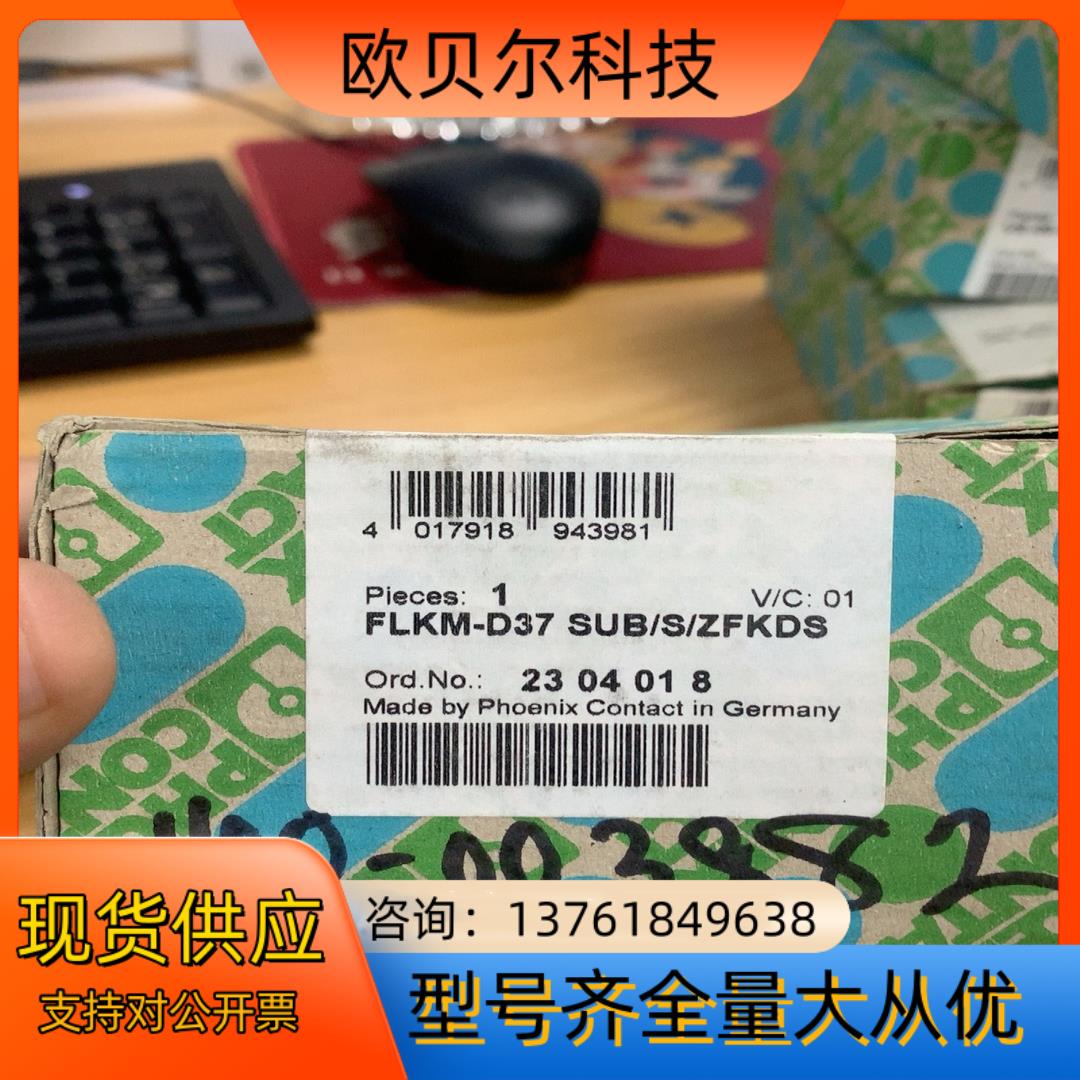 欧贝尔科技
4 017918 943981
Pieces: 1 V/C: 01
FLKM-D37 SUB/S/ZFKDS
Ord.No.: 23 04 01 8
Made by Phoenix Contact in Germany
现货供应
支持对公开票
咨询：13761849638
型号齐全量大从优